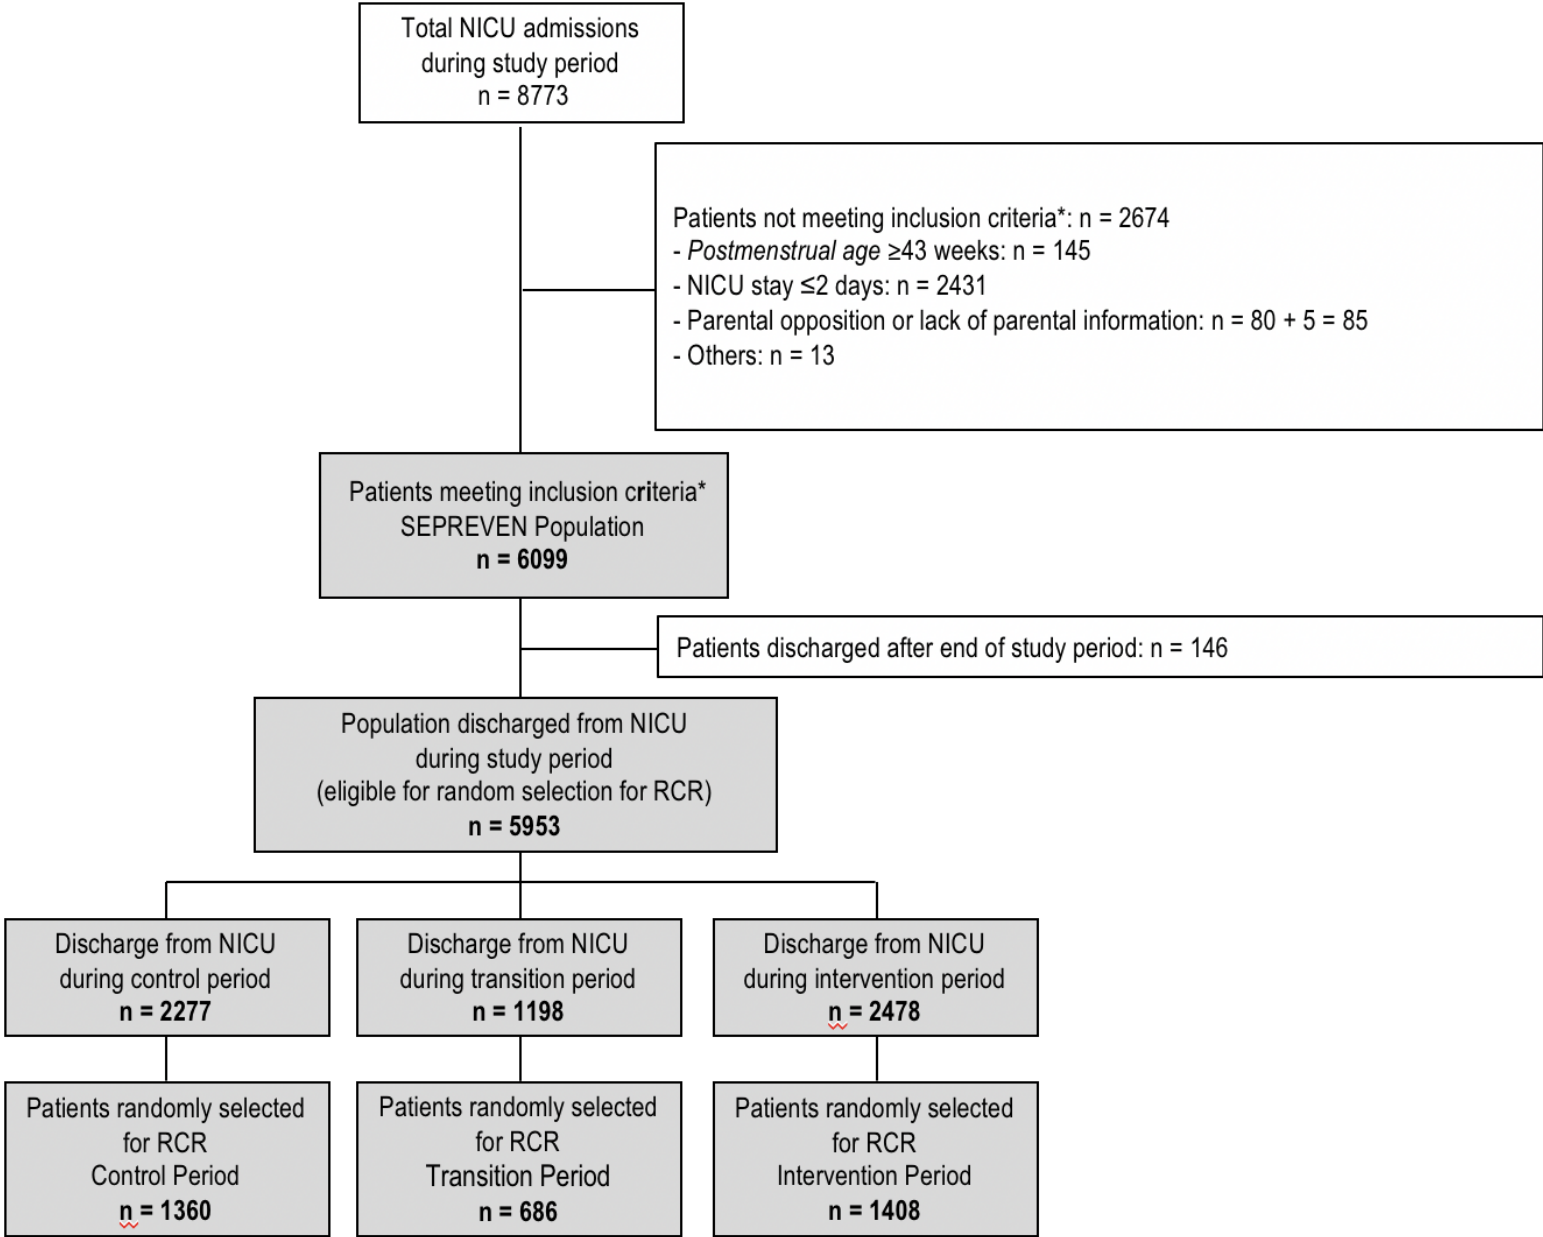 Total NICU admissions
during study period
n = 8773
Patients not meeting inclusion criteria*: n = 2674
- Postmenstrual age ≥43 weeks: n = 145
- NICU stay ≤2 days: n = 2431
- Parental opposition or lack of parental information: n = 80 + 5 = 85
- Others: n = 13
Patients meeting inclusion criteria*
SEPREVEN Population
n = 6099
Patients discharged after end of study period: n = 146
Population discharged from NICU
during study period
(eligible for random selection for RCR)
n = 5953
Discharge from NICU
during control period
n = 2277
Discharge from NICU
during transition period
n = 1198
Discharge from NICU
during intervention period
n = 2478
Patients randomly selected
for RCR
Control Period
n = 1360
Patients randomly selected
for RCR
Transition Period
n = 686
Patients randomly selected
for RCR
Intervention Period
n = 1408